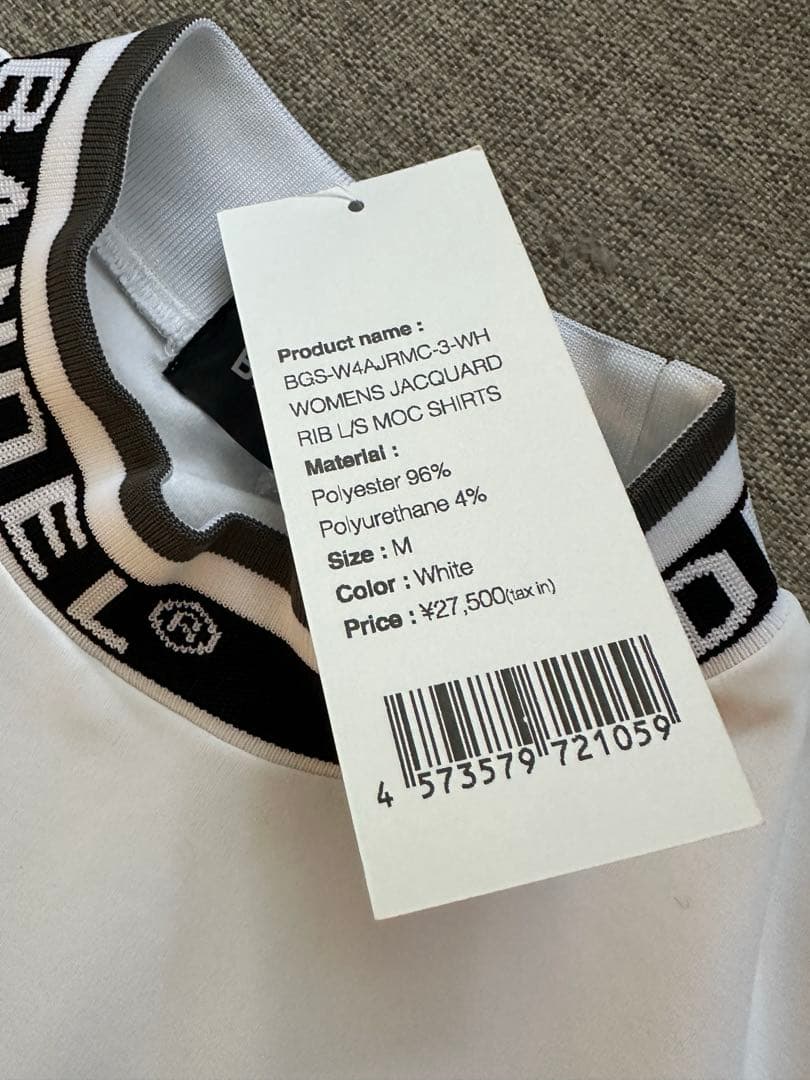 BANDEL
®
Product name :
BGS-W4AJRMC-3-WH
WOMENS JACQUARD
RIB L/S MOC SHIRTS
Material :
Polyester 96%
Polyurethane 4%
Size : M
Color : White
Price : ¥27,500(tax in)
4 573579 721059